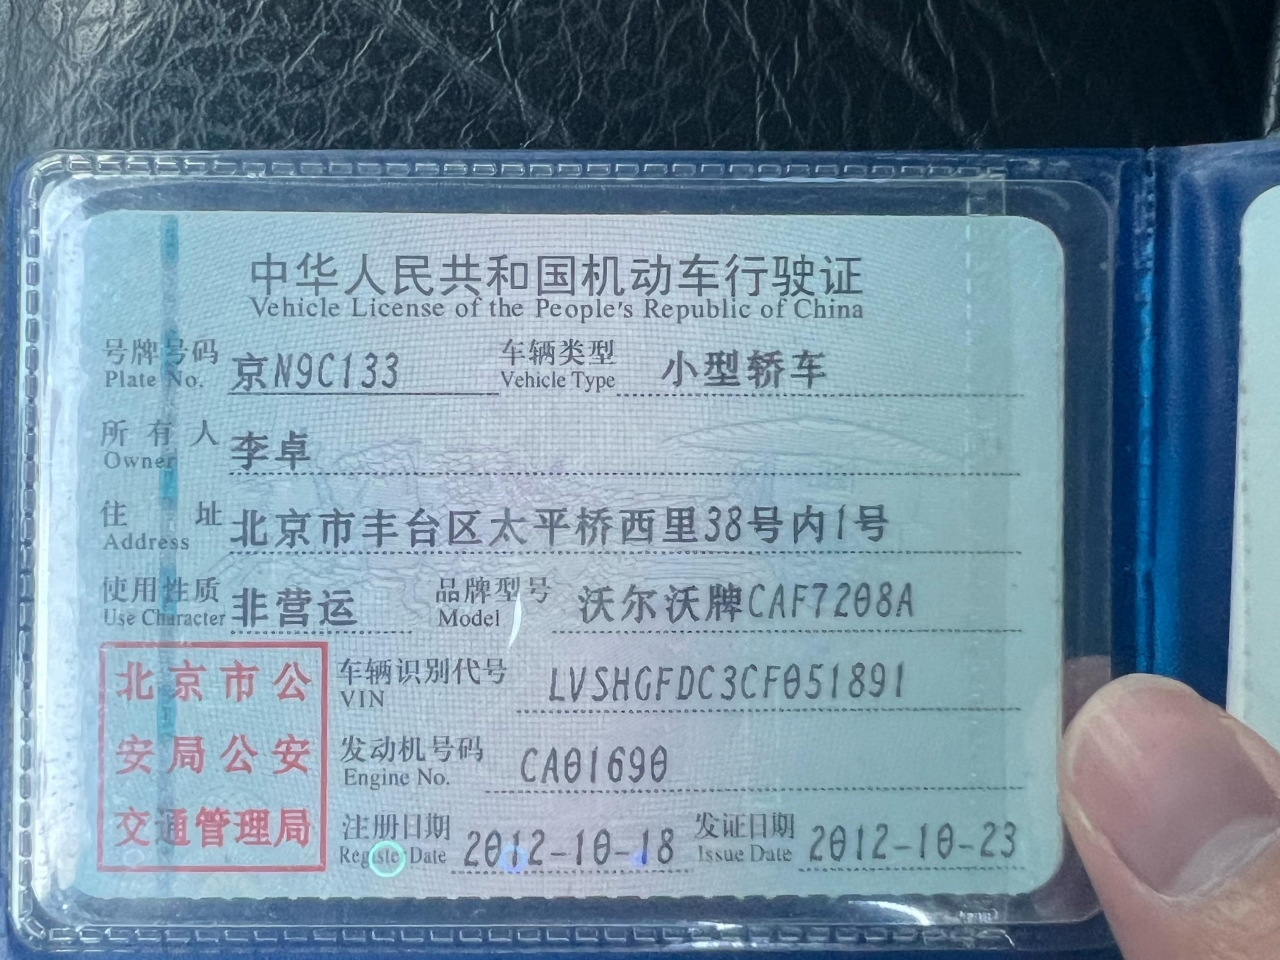 中华人民共和国机动车行驶证
Vehicle License of the People's Republic of China
号牌号码 京N9C133 车辆类型 小型轿车
Plate No. Vehicle Type
所有人 李卓
Owner
住址 北京市丰台区太平桥西里38号内1号
Address
使用性质 非营运 品牌型号 沃尔沃牌CAF7208A
Use Character Model
车辆识别代号 LVSHGFDC3CF051891
VIN
发动机号码 CA01690
Engine No.
注册日期 2012-10-18 发证日期 2012-10-23
Register Date Issue Date
北京市公
安局公安
交通管理局